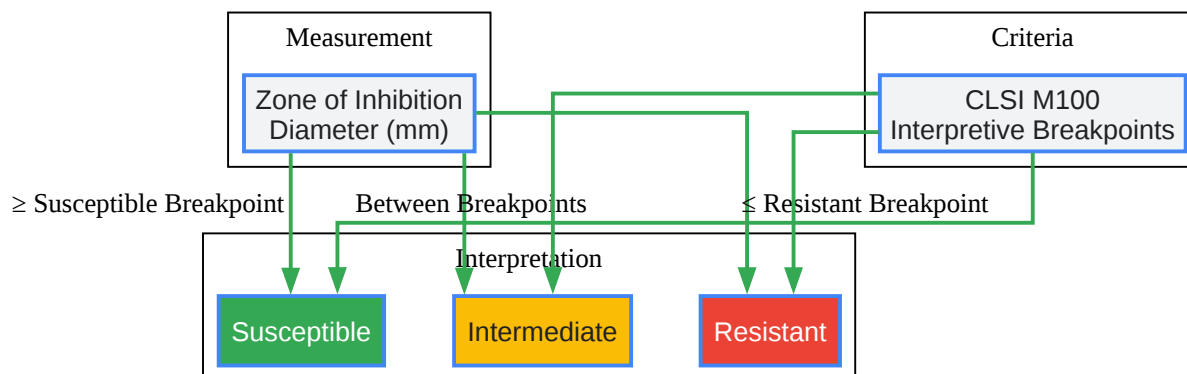 Measurement
Criteria
Zone of Inhibition
Diameter (mm)
CLSI M100
Interpretive Breakpoints
≥ Susceptible Breakpoint
Between Breakpoints
≤ Resistant Breakpoint
Interpretation
Susceptible
Intermediate
Resistant